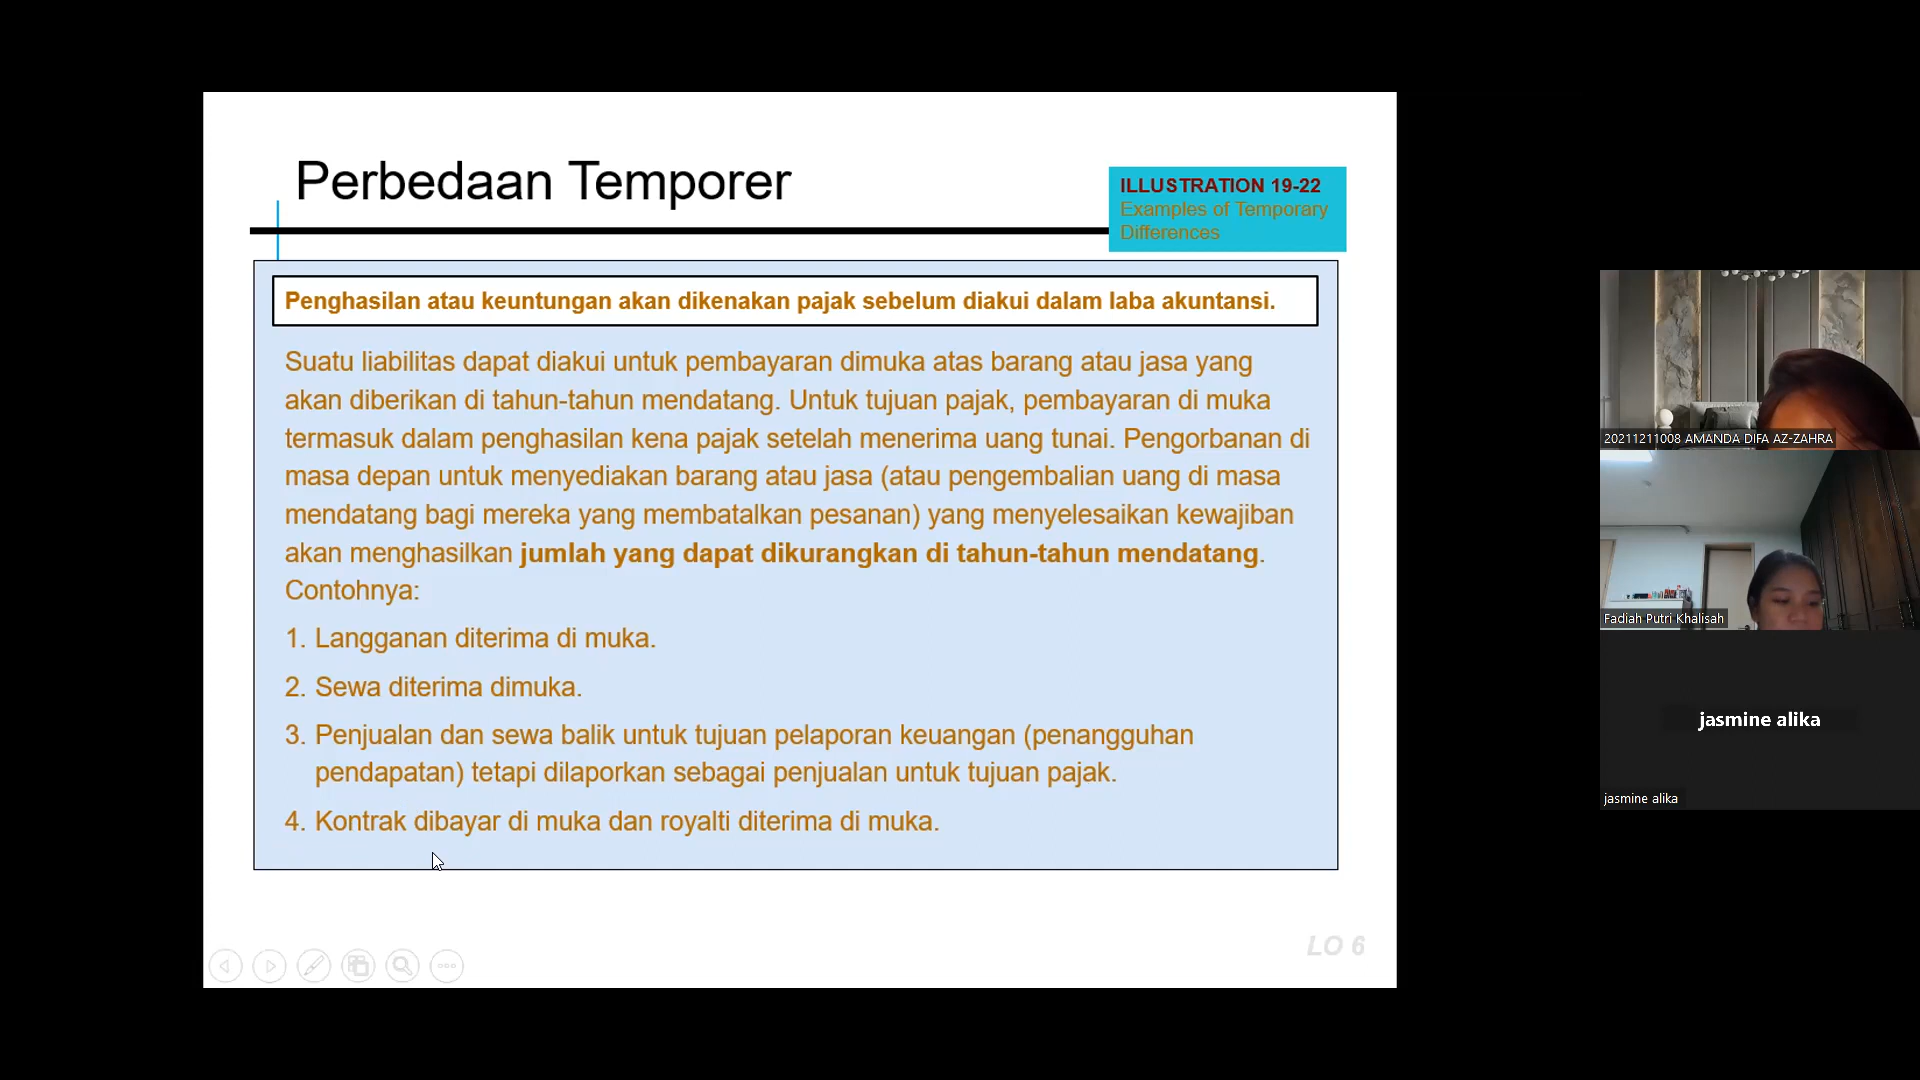 Perbedaan Temporer
ILLUSTRATION 19-22
Examples of Temporary
Differences
Penghasilan atau keuntungan akan dikenakan pajak sebelum diakui dalam laba akuntansi.
Suatu liabilitas dapat diakui untuk pembayaran dimuka atas barang atau jasa yang
akan diberikan di tahun-tahun mendatang. Untuk tujuan pajak, pembayaran di muka
termasuk dalam penghasilan kena pajak setelah menerima uang tunai. Pengorbanan di
masa depan untuk menyediakan barang atau jasa (atau pengembalian uang di masa
mendatang bagi mereka yang membatalkan pesanan) yang menyelesaikan kewajiban
akan menghasilkan jumlah yang dapat dikurangkan di tahun-tahun mendatang.
Contohnya:
1. Langganan diterima di muka.
2. Sewa diterima dimuka.
3. Penjualan dan sewa balik untuk tujuan pelaporan keuangan (penangguhan
pendapatan) tetapi dilaporkan sebagai penjualan untuk tujuan pajak.
4. Kontrak dibayar di muka dan royalti diterima di muka.
LO 6
20211211008 AMANDA DIFA AZ-ZAHRA
Fadiah Putri Khalisah
jasmine alika
jasmine alika